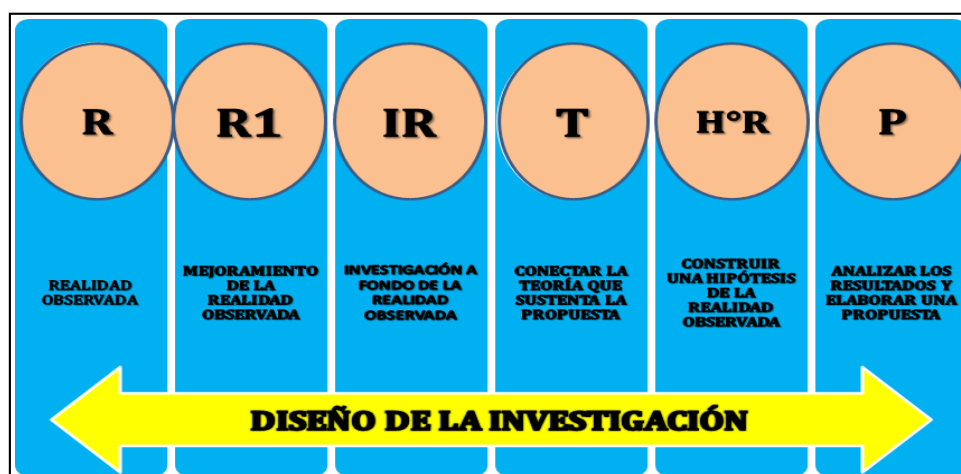 R
R1
IR
T
H°R
P
REALIDAD
OBSERVADA
MEJORAMIENTO
DE LA
REALIDAD
OBSERVADA
INVESTIGACIÓN A
FONDO DE LA
REALIDAD
OBSERVADA
CONECTAR LA
TEORÍA QUE
SUSTENTA LA
PROPUESTA
CONSTRUIR
UNA HIPÓTESIS
DE LA
REALIDAD
OBSERVADA
ANALIZAR LOS
RESULTADOS Y
ELABORAR UNA
PROPUESTA
DISEÑO DE LA INVESTIGACIÓN